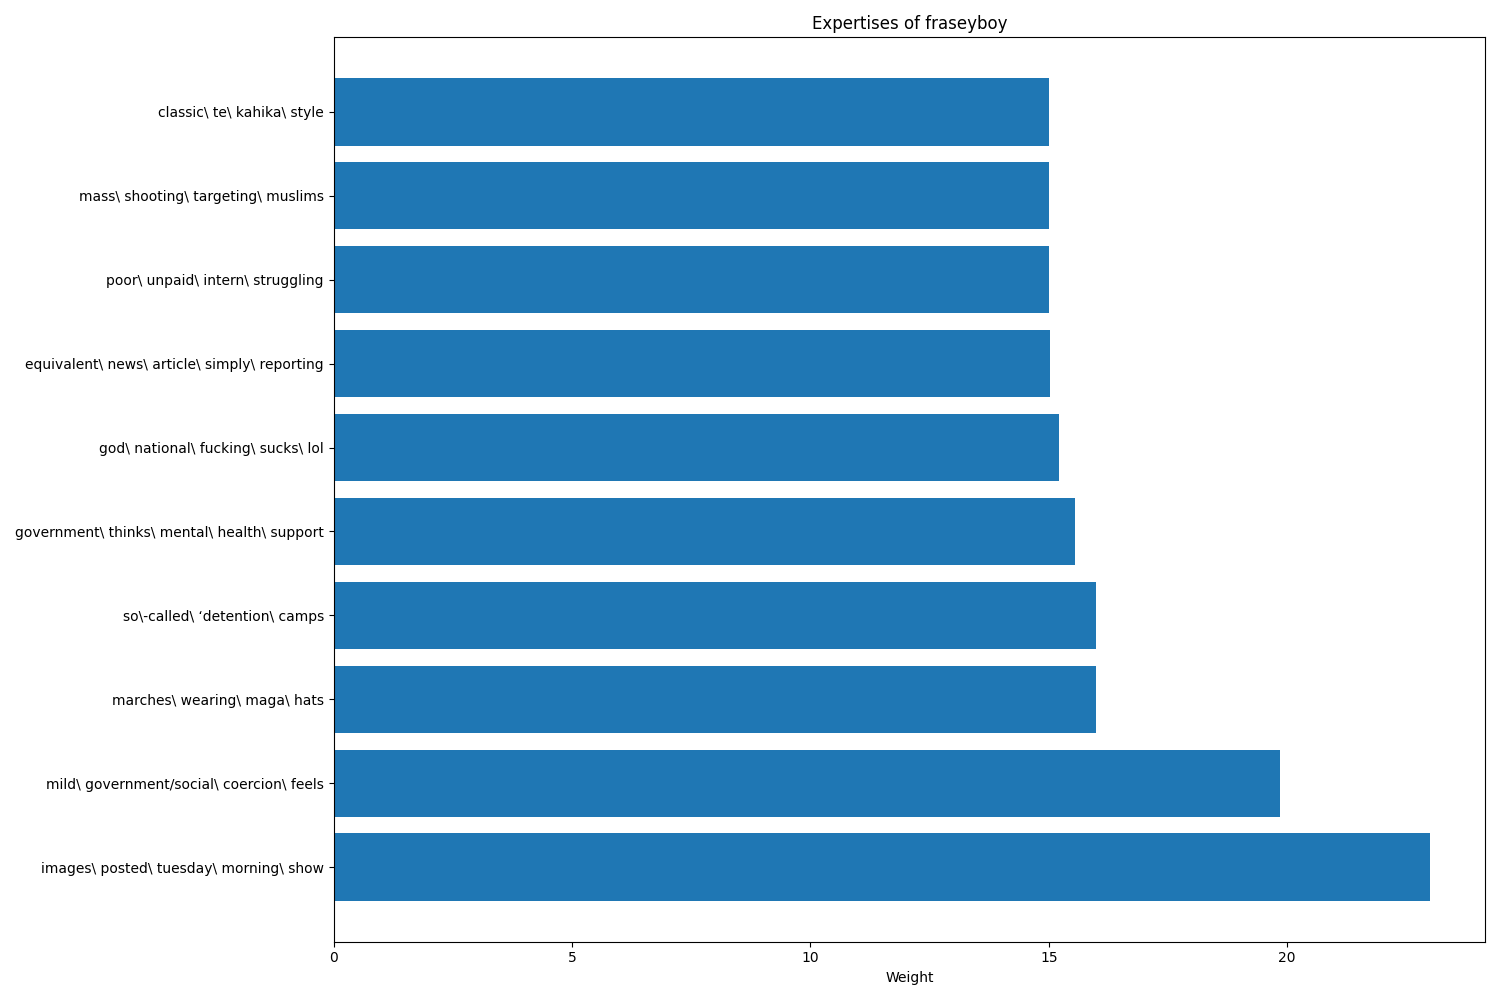 Expertises of fraseyboy
classic\ te\ kahika\ style
mass\ shooting\ targeting\ muslims
poor\ unpaid\ intern\ struggling
equivalent\ news\ article\ simply\ reporting
god\ national\ fucking\ sucks\ lol
government\ thinks\ mental\ health\ support
so\-called\ ‘detention\ camps
marches\ wearing\ maga\ hats
mild\ government/social\ coercion\ feels
images\ posted\ tuesday\ morning\ show
0 5 10 15 20
Weight